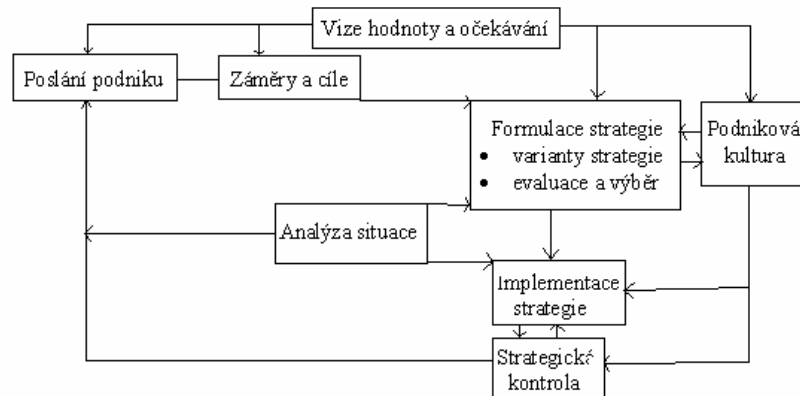 Vize hodnoty a očekávání
Poslání podniku
Záměry a cíle
Formulace strategie
• varianty strategie
• evaluace a výběr
Podniková
kultura
Analýza situace
Implementace
strategie
Strategická
kontrola